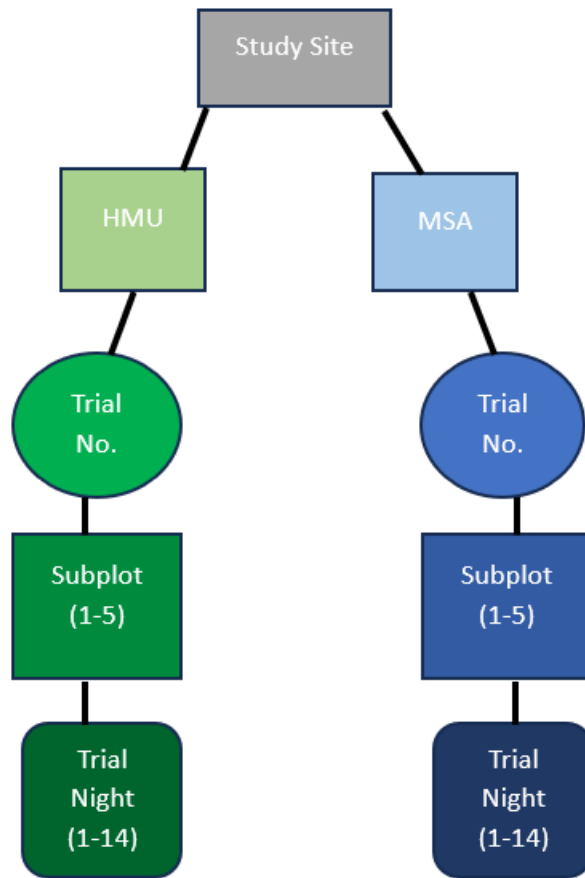 Study Site
HMU
MSA
Trial
No.
Trial
No.
Subplot
(1-5)
Subplot
(1-5)
Trial
Night
(1-14)
Trial
Night
(1-14)